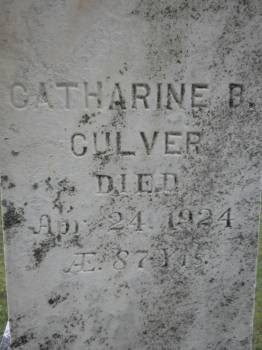 CATHARINE B.
CULVER
DIED
Apr. 24, 1924
Æ. 87 Yrs.